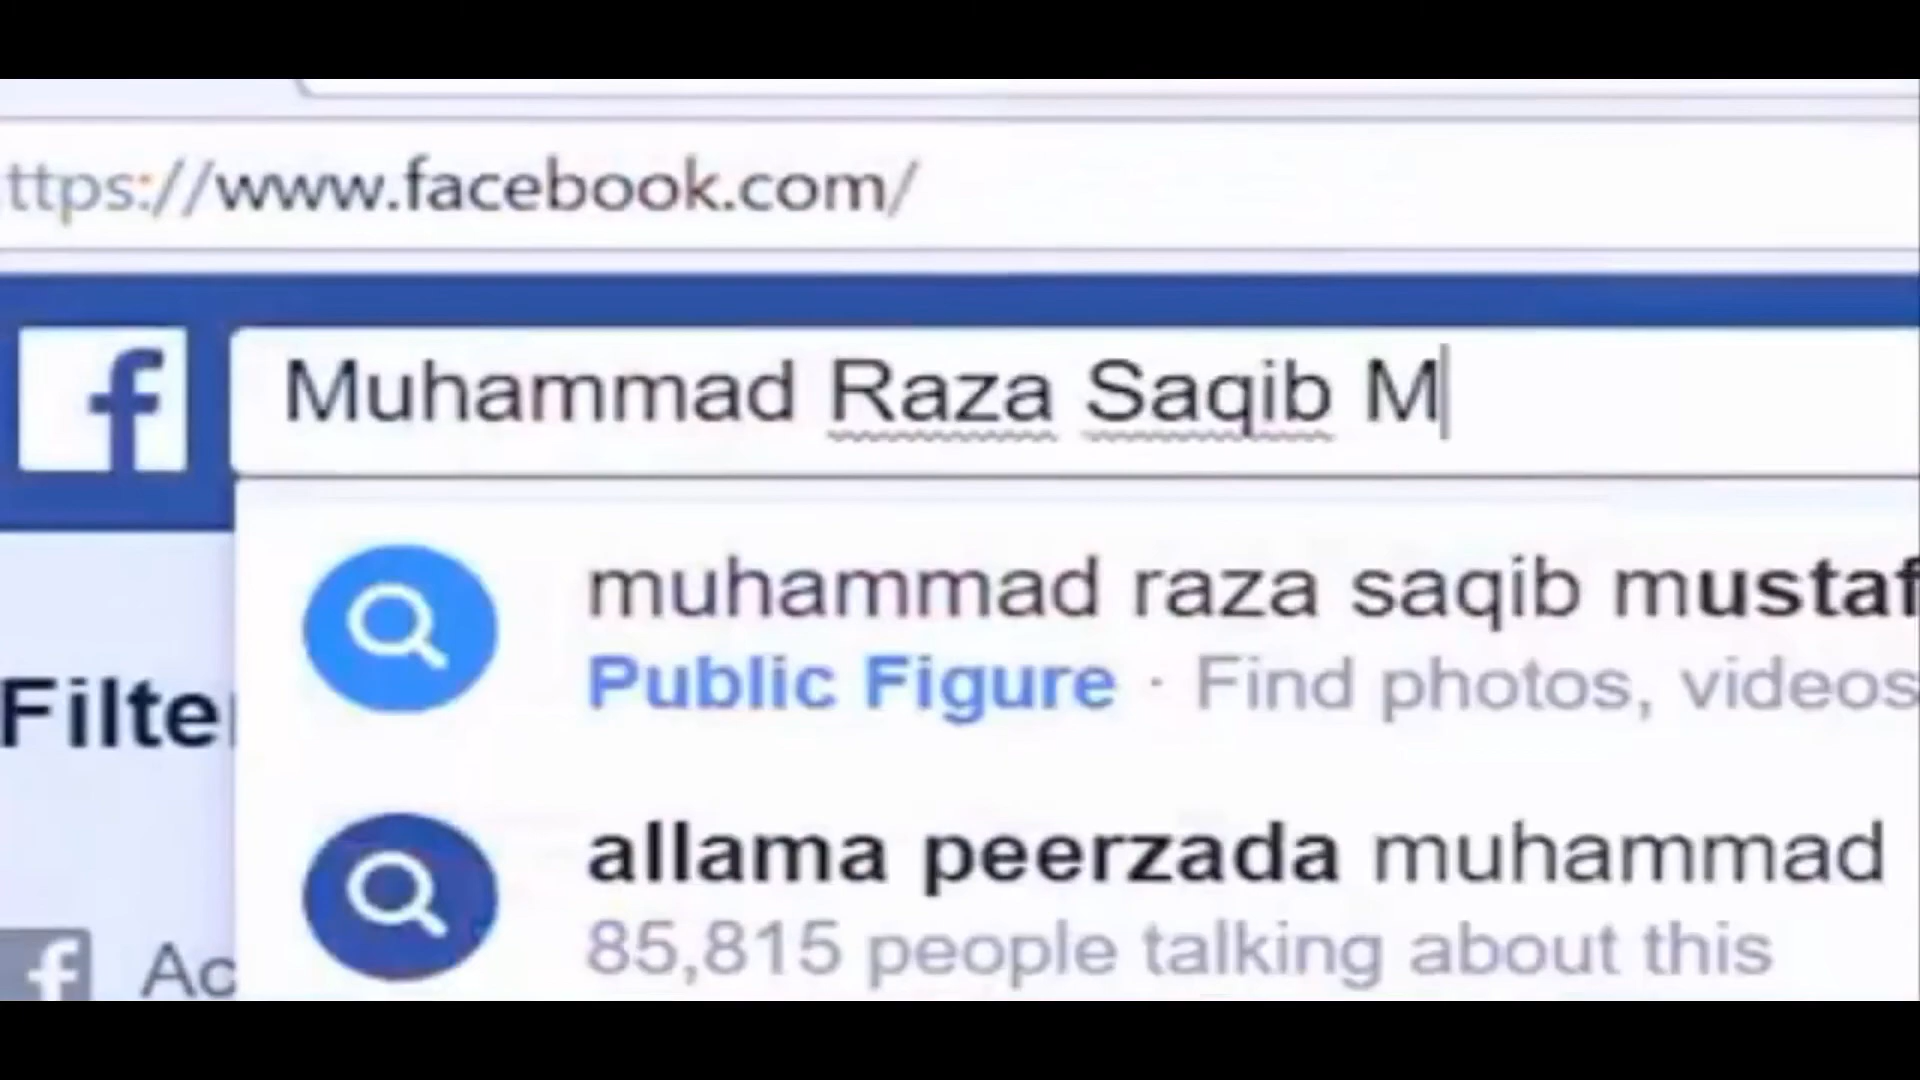 ttps://www.facebook.com/
f
Muhammad Raza Saqib M
muhammad raza saqib mustaf
Public Figure · Find photos, videos
Filte
allama peerzada muhammad
85,815 people talking about this
f Ac